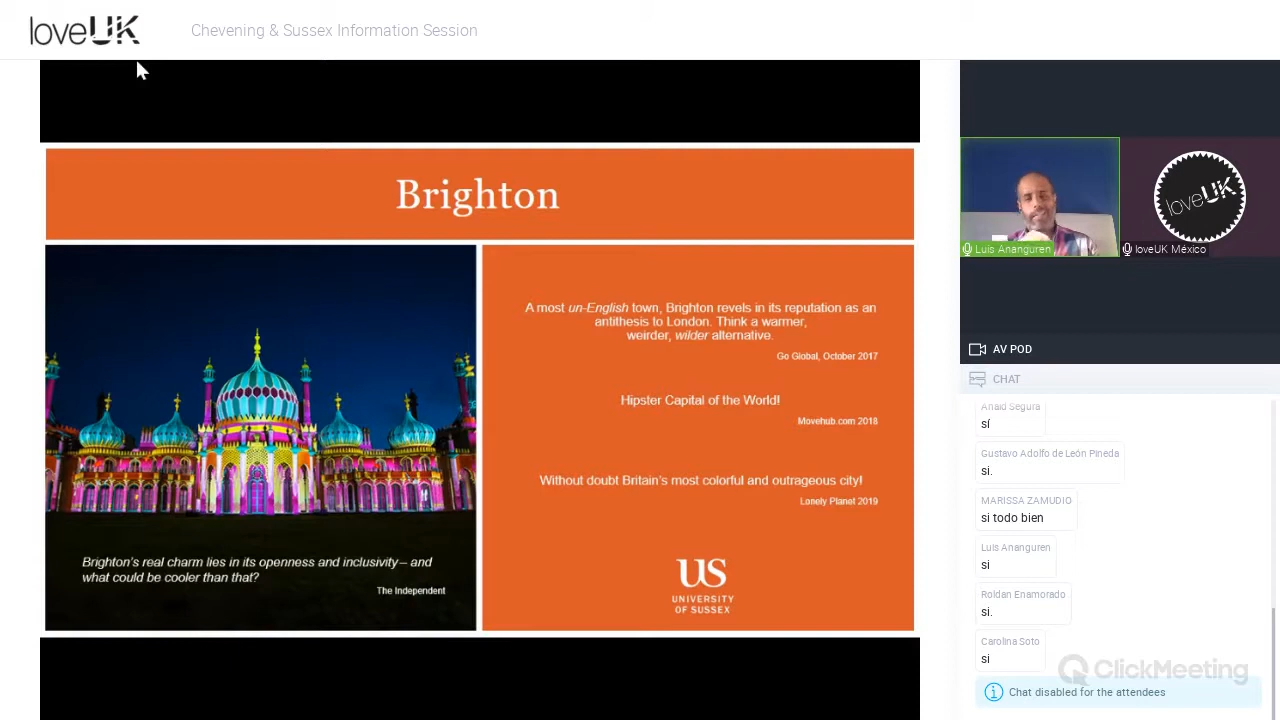 loveUK
Chevening & Sussex Information Session
Brighton
A most un-English town, Brighton revels in its reputation as an
antithesis to London. Think a warmer,
weirder, wilder alternative.
Go Global, October 2017
Hipster Capital of the World!
Movehub.com 2018
Without doubt Britain's most colorful and outrageous city!
Lonely Planet 2019
Brighton's real charm lies in its openness and inclusivity – and
what could be cooler than that?
The Independent
US
UNIVERSITY
OF SUSSEX
loveUK
Luis Ananguren
loveUK México
AV POD
CHAT
Anaid Segura
sí
Gustavo Adolfo de León Pineda
si.
MARISSA ZAMUDIO
si todo bien
Luis Ananguren
si
Roldan Enamorado
si.
Carolina Soto
si
ClickMeeting
Chat disabled for the attendees